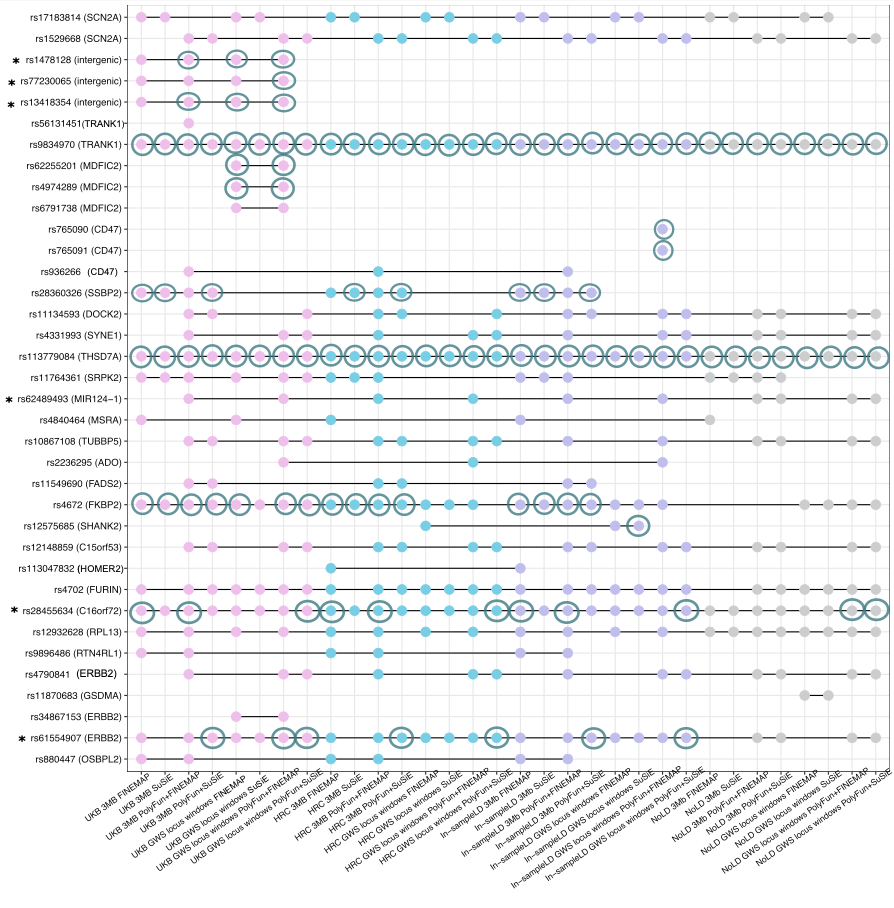 rs17183814 (SCN2A)
rs1529668 (SCN2A)
* rs1478128 (intergenic)
* rs77230065 (intergenic)
* rs13418354 (intergenic)
rs56131451(TRANK1)
rs9834970 (TRANK1)
rs62255201 (MDFIC2)
rs4974289 (MDFIC2)
rs6791738 (MDFIC2)
rs765090 (CD47)
rs765091 (CD47)
rs936266 (CD47)
rs28360326 (SSBP2)
rs11134593 (DOCK2)
rs4331993 (SYNE1)
rs113779084 (THSD7A)
rs11764361 (SRPK2)
* rs62489493 (MIR124−1)
rs4840464 (MSRA)
rs10867108 (TUBBP5)
rs2236295 (ADO)
rs11549690 (FADS2)
rs4672 (FKBP2)
rs12575685 (SHANK2)
rs12148859 (C15orf53)
rs113047832 (HOMER2)
rs4702 (FURIN)
* rs28455634 (C16orf72)
rs12932628 (RPL13)
rs9896486 (RTN4RL1)
rs4790841 (ERBB2)
rs11870683 (GSDMA)
rs34867153 (ERBB2)
* rs61554907 (ERBB2)
rs880447 (OSBPL2)
UKB 3MB FINEMAP
UKB 3MB SuSiE
UKB 3MB PolyFun+FINEMAP
UKB 3MB PolyFun+SuSiE
UKB GWS locus windows FINEMAP
UKB GWS locus windows SuSiE
UKB GWS locus windows PolyFun+FINEMAP
UKB GWS locus windows PolyFun+SuSiE
HRC 3MB FINEMAP
HRC 3MB SuSiE
HRC 3MB PolyFun+FINEMAP
HRC 3MB PolyFun+SuSiE
HRC GWS locus windows FINEMAP
HRC GWS locus windows SuSiE
HRC GWS locus windows PolyFun+FINEMAP
HRC GWS locus windows PolyFun+SuSiE
In−sampleLD 3MB FINEMAP
In−sampleLD 3Mb SuSiE
In−sampleLD 3Mb PolyFun+FINEMAP
In−sampleLD 3Mb PolyFun+SuSiE
In−sampleLD GWS locus windows FINEMAP
In−sampleLD GWS locus windows SuSiE
In−sampleLD GWS locus windows PolyFun+FINEMAP
In−sampleLD GWS locus windows PolyFun+SuSiE
NoLD 3Mb FINEMAP
NoLD 3Mb SuSiE
NoLD 3Mb PolyFun+FINEMAP
NoLD 3Mb PolyFun+SuSiE
NoLD GWS locus windows FINEMAP
NoLD GWS locus windows SuSiE
NoLD GWS locus windows PolyFun+FINEMAP
NoLD GWS locus windows PolyFun+SuSiE